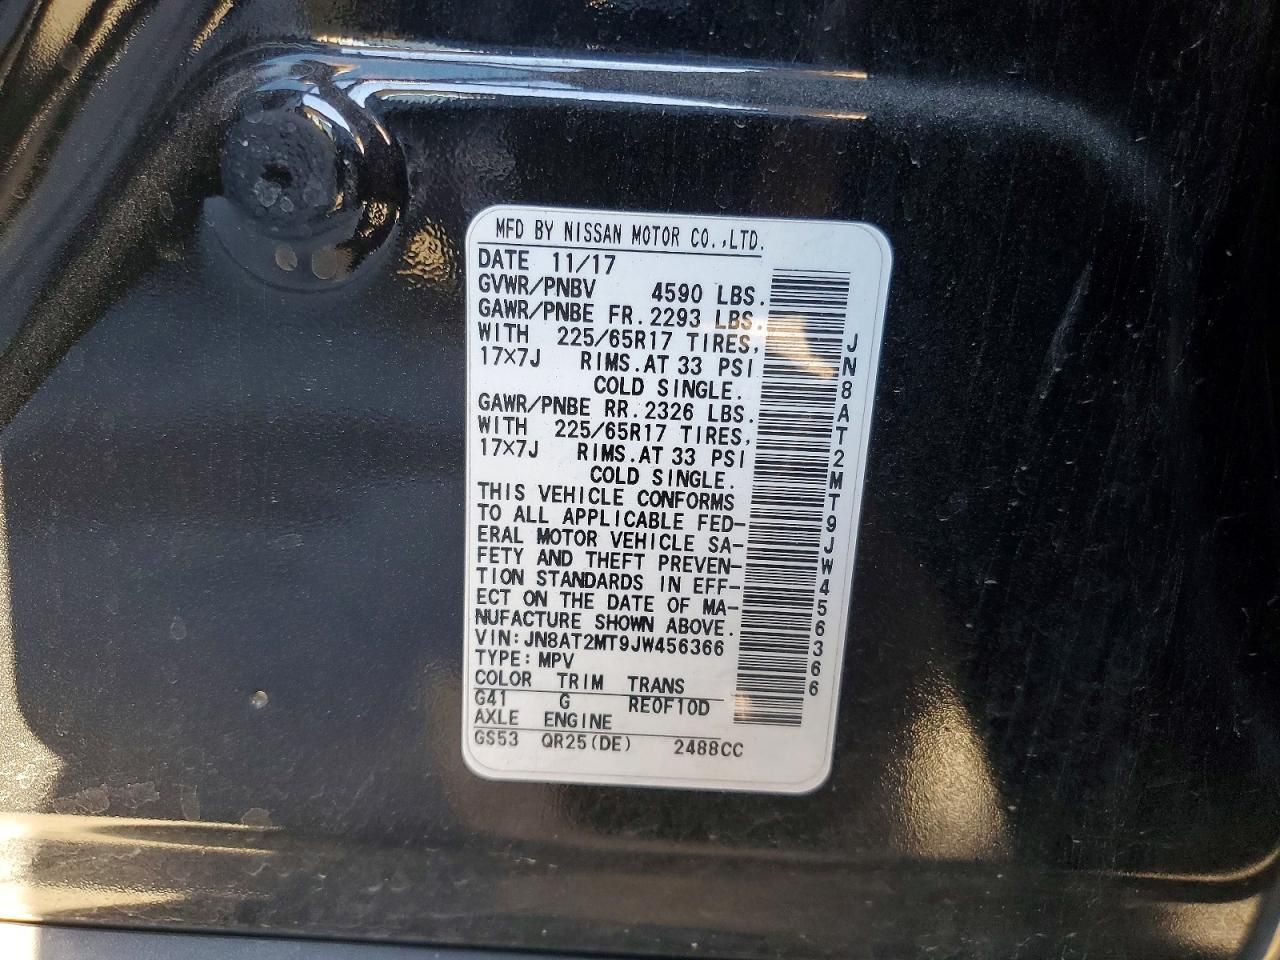 MFD BY NISSAN MOTOR CO.,LTD.
DATE 11/17
GVWR/PNBV 4590 LBS.
GAWR/PNBE FR.2293 LBS.
WITH 225/65R17 TIRES,
17×7J RIMS.AT 33 PSI
COLD SINGLE.
GAWR/PNBE RR.2326 LBS.
WITH 225/65R17 TIRES,
17×7J RIMS.AT 33 PSI
COLD SINGLE.
THIS VEHICLE CONFORMS
TO ALL APPLICABLE FED-
ERAL MOTOR VEHICLE SA-
FETY AND THEFT PREVEN-
TION STANDARDS IN EFF-
ECT ON THE DATE OF MA-
NUFACTURE SHOWN ABOVE.
VIN:JN8AT2MT9JW456366
TYPE:MPV
COLOR TRIM TRANS
G41 G RE0F10D
AXLE ENGINE
GS53 QR25(DE) 2488CC
JN8AT2MT9JW456366